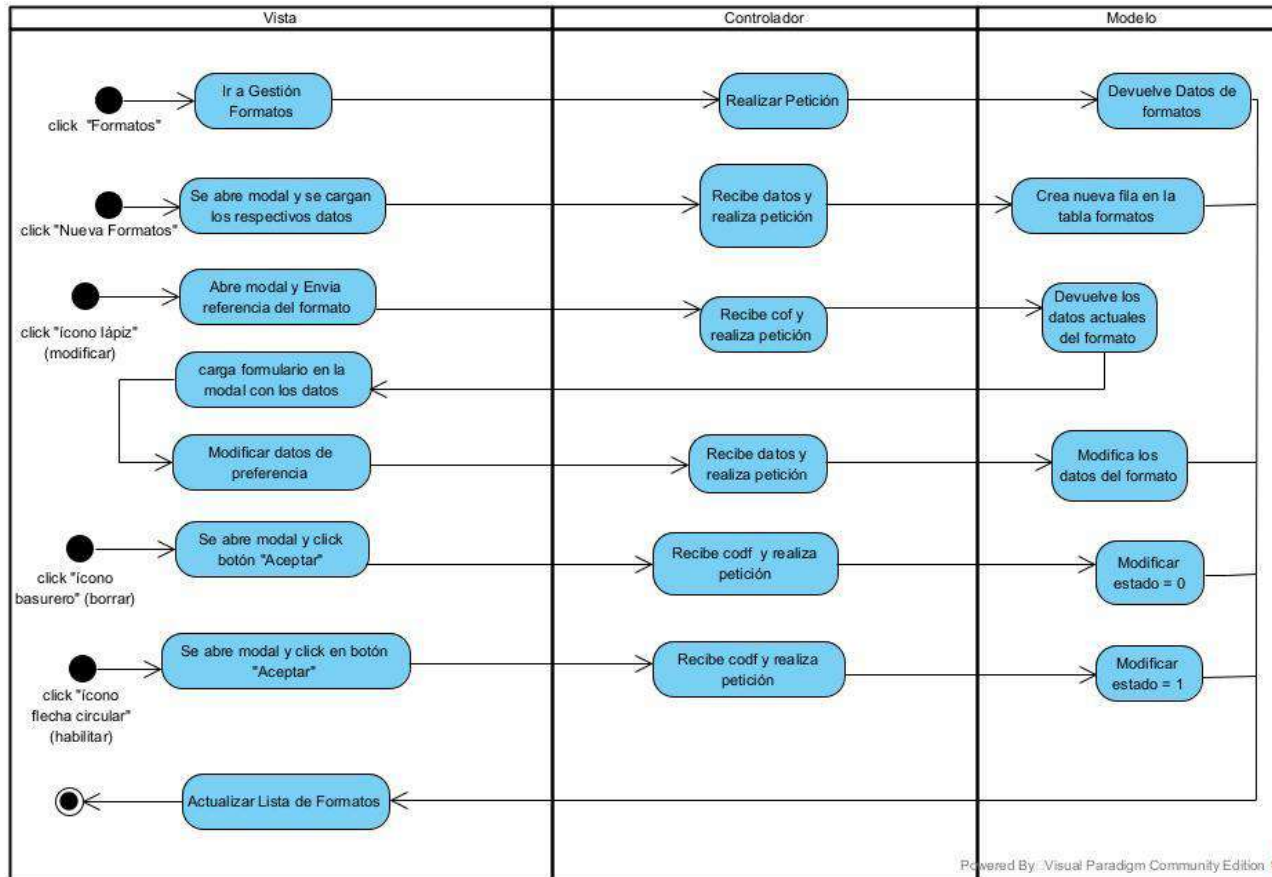 Vista
Controlador
Modelo
click "Formatos"
Ir a Gestión
Formatos
Realizar Petición
Devuelve Datos de
formatos
click "Nueva Formatos"
Se abre modal y se cargan
los respectivos datos
Recibe datos y
realiza petición
Crea nueva fila en la
tabla formatos
click "ícono lápiz"
(modificar)
Abre modal y Envia
referencia del formato
Recibe cof y
realiza petición
Devuelve los
datos actuales
del formato
carga formulario en la
modal con los datos
Modificar datos de
preferencia
Recibe datos y
realiza petición
Modifica los
datos del formato
click "ícono
basurero" (borrar)
Se abre modal y click
botón "Aceptar"
Recibe codf y realiza
petición
Modificar
estado = 0
click "ícono
flecha circular"
(habilitar)
Se abre modal y click en botón
"Aceptar"
Recibe codf y realiza
petición
Modificar
estado = 1
Actualizar Lista de Formatos
Powered By Visual Paradigm Community Edition